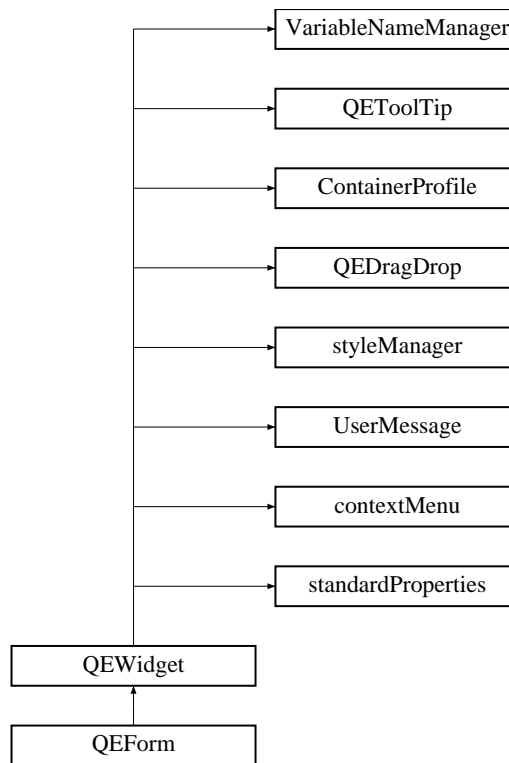 VariableNameManager
QEToolTip
ContainerProfile
QEDragDrop
styleManager
UserMessage
contextMenu
standardProperties
QEWidget
QEForm